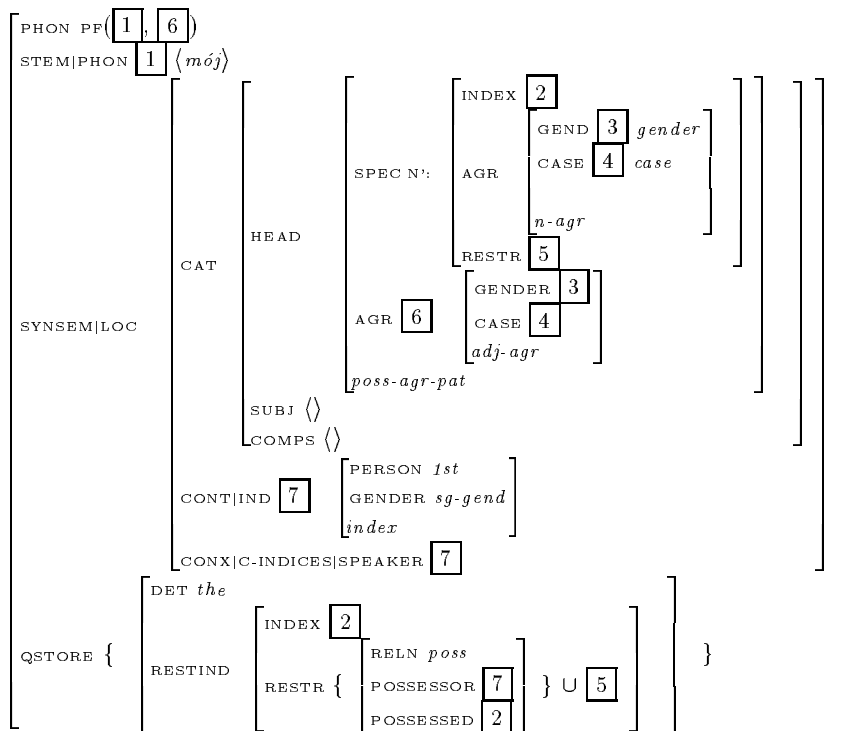 PHON PF(1, 6)
STEM|PHON 1 ⟨mój⟩
INDEX 2
GEND 3 gender
SPEC N': AGR CASE 4 case
n-agr
HEAD
RESTR 5
CAT
GENDER 3
AGR 6 CASE 4
SYNSEM|LOC
adj-agr
poss-agr-pat
SUBJ ⟨⟩
COMPS ⟨⟩
PERSON 1st
CONT|IND 7 GENDER sg-gend
index
CONX|C-INDICES|SPEAKER 7
DET the
INDEX 2
QSTORE { RELN poss }
RESTIND
RESTR { POSSESSOR 7 } ∪ 5
POSSESSED 2